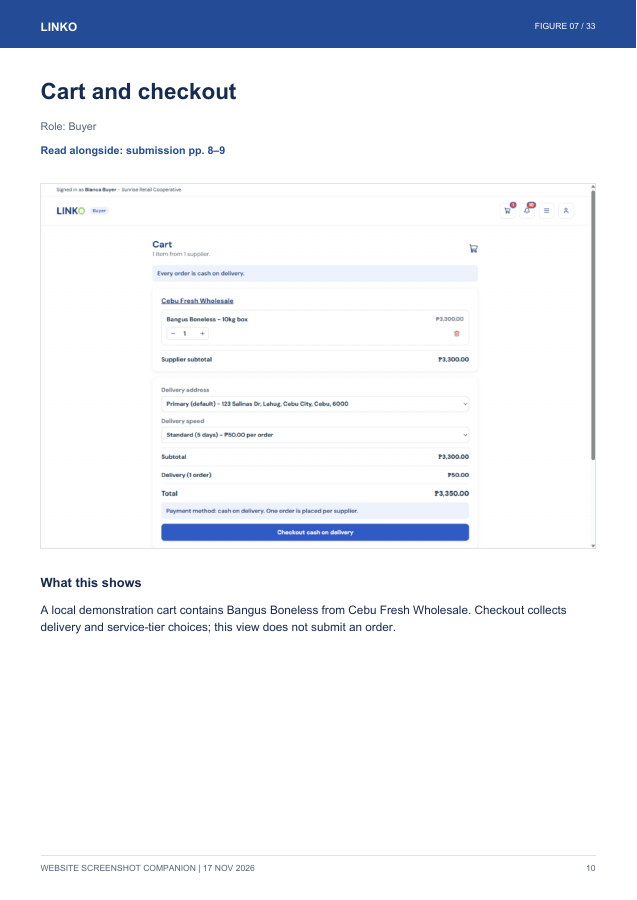 LINKO
FIGURE 07 / 33
Cart and checkout
Role: Buyer
Read alongside: submission pp. 8–9
Signed in as Bianca Buyer - Sunrise Retail Cooperative
LINKO Buyer
Cart
1 item from 1 supplier
Every order is cash on delivery.
Cebu Fresh Wholesale
Bangus Boneless – 10kg box ₱3,300.00
− 1 +
Supplier subtotal ₱3,300.00
Delivery address
Primary (default) – 123 Salinas Dr, Lahug, Cebu City, Cebu, 6000
Delivery speed
Standard (5 days) – ₱50.00 per order
Subtotal ₱3,300.00
Delivery (1 order) ₱50.00
Total ₱3,350.00
Payment method: cash on delivery. One order is placed per supplier.
Checkout cash on delivery
What this shows
A local demonstration cart contains Bangus Boneless from Cebu Fresh Wholesale. Checkout collects
delivery and service-tier choices; this view does not submit an order.
WEBSITE SCREENSHOT COMPANION | 17 NOV 2026
10